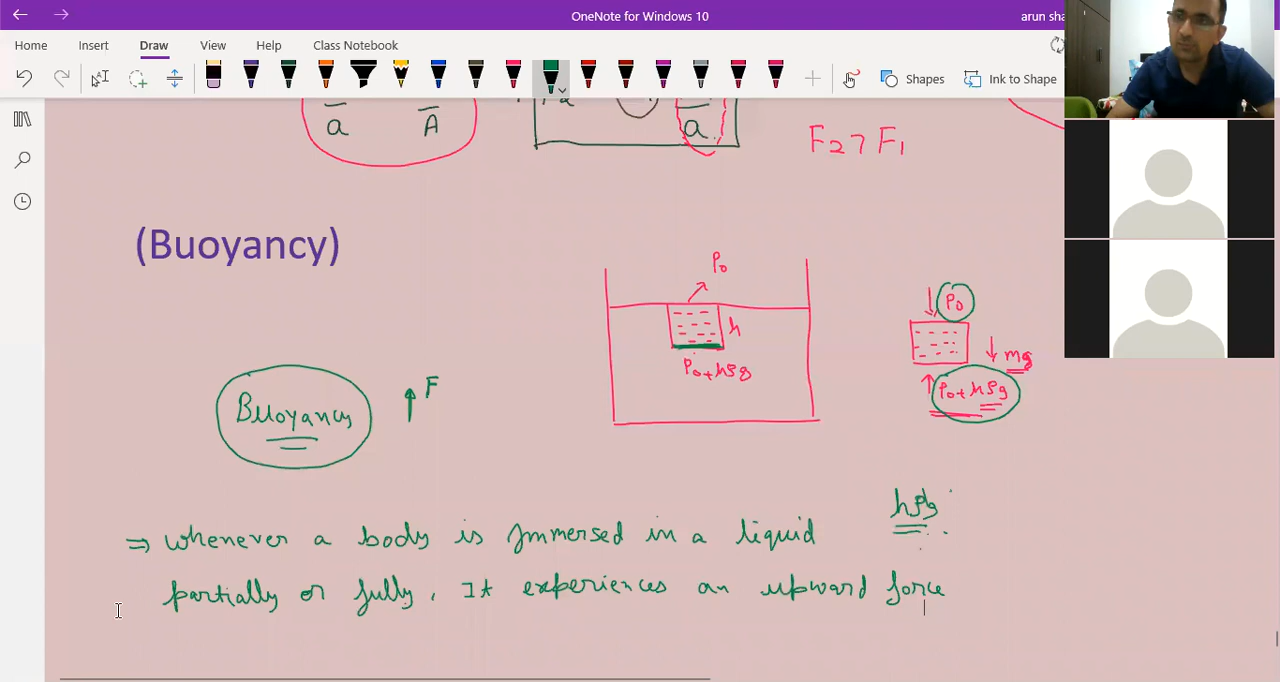 OneNote for Windows 10
arun sha
Home Insert Draw View Help Class Notebook
Shapes Ink to Shape
a A a
F2 > F1
(Buoyancy)
P0
h
P0+hρg
P0
mg
P0+hρg
Buoyancy
F
hρg
⇒ whenever a body is Immersed in a liquid
partially or fully, It experiences an upward force